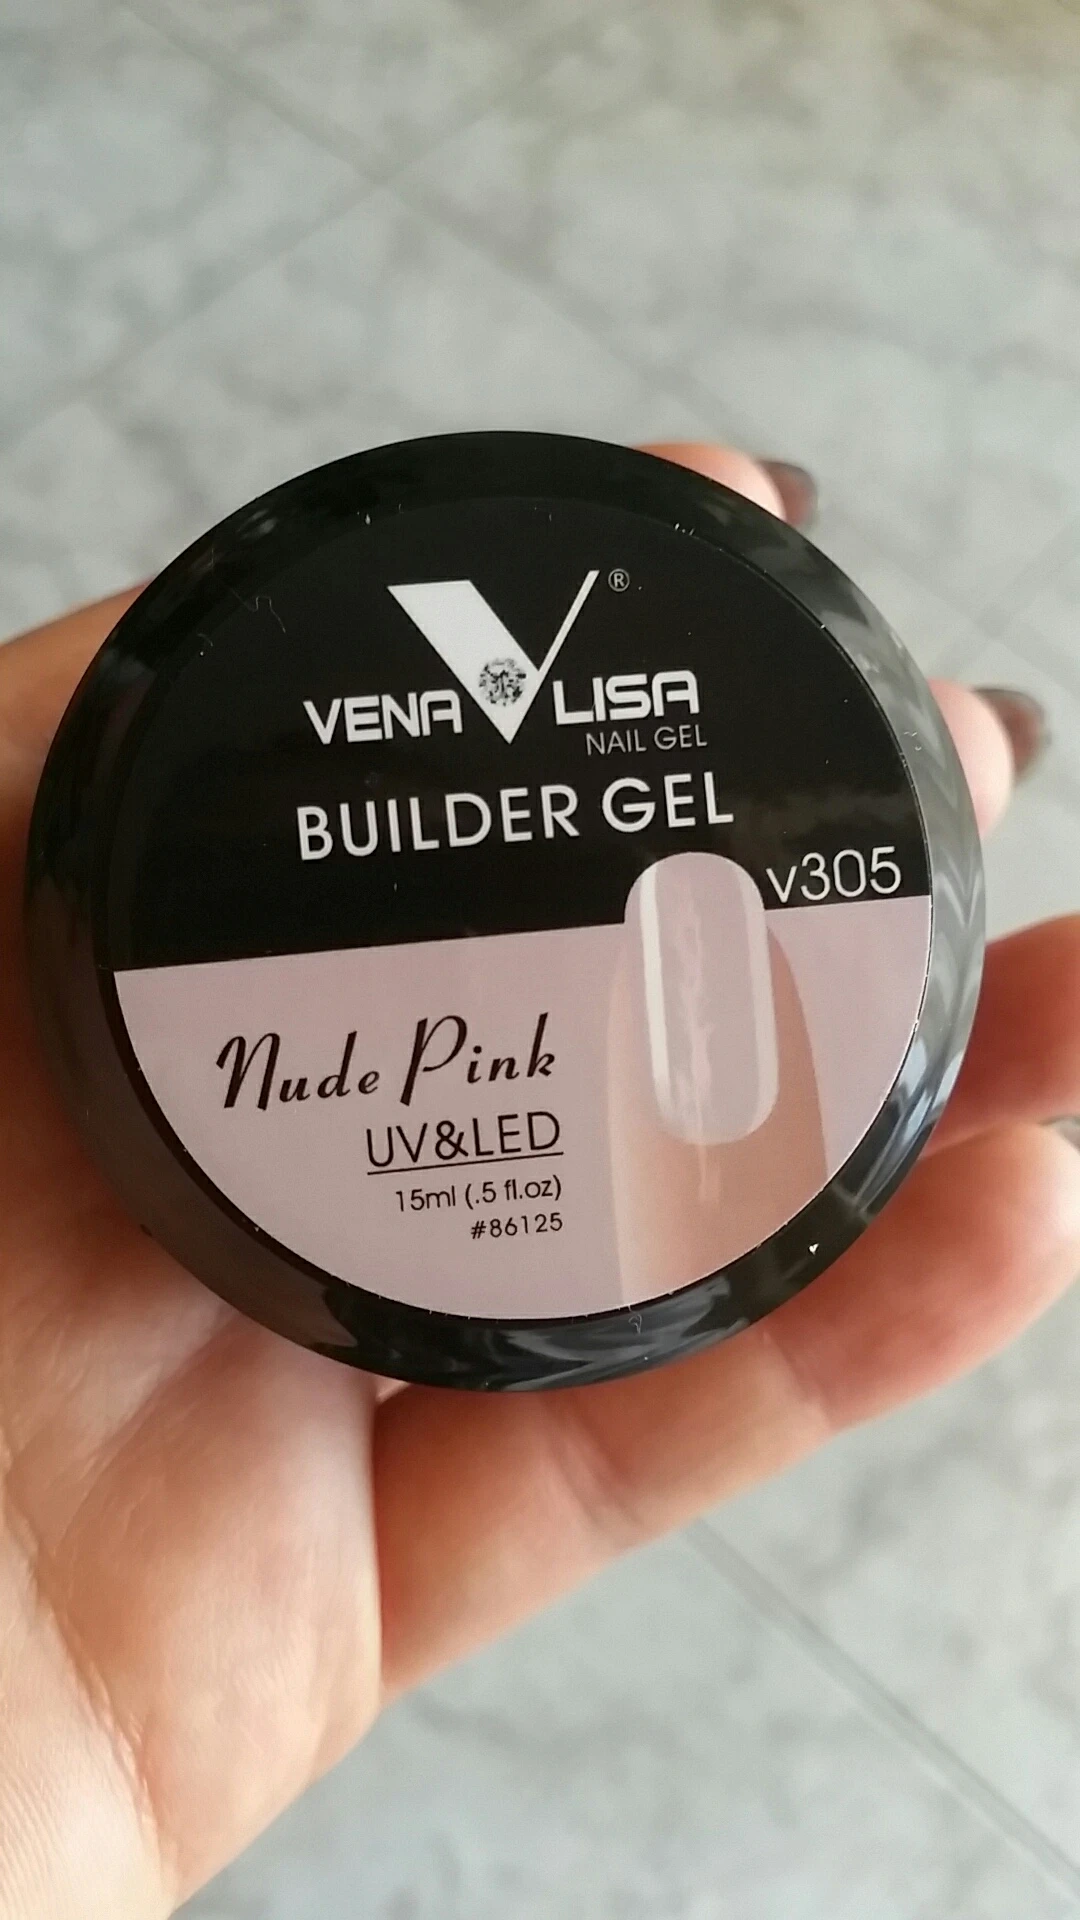 VENA LISA ®
NAIL GEL
BUILDER GEL
v305
Nude Pink
UV&LED
15ml (.5 fl.oz)
#86125